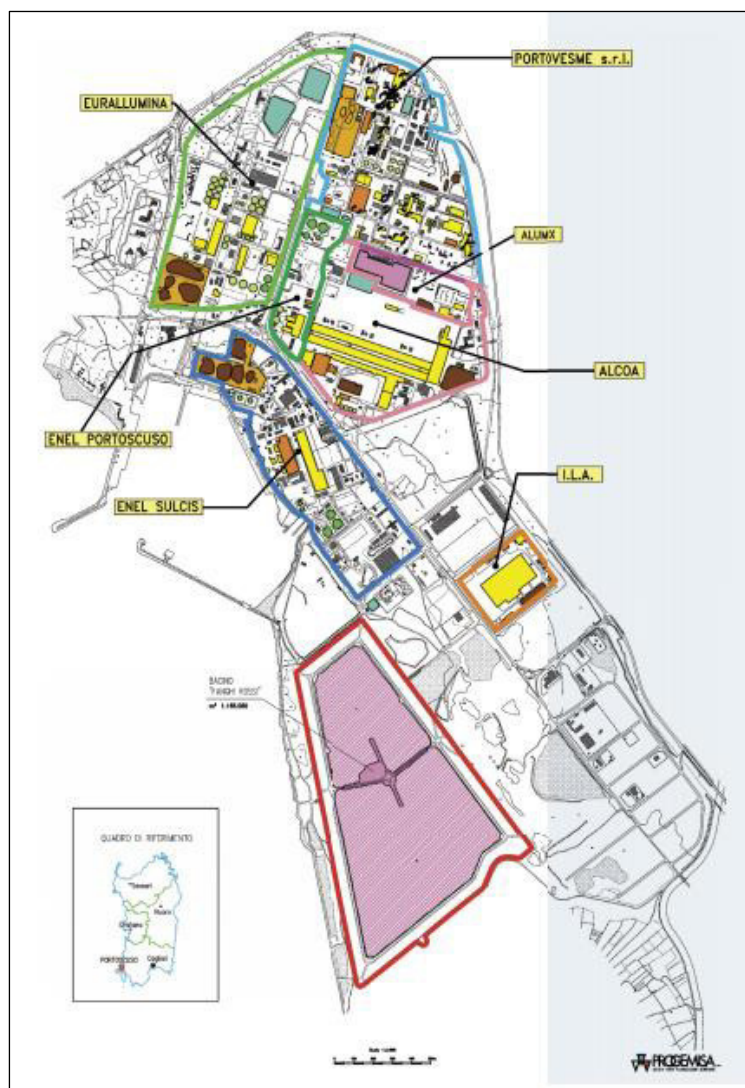 PORTOVESME s.r.l.
EURALLUMINA
ALUMIX
ALCOA
ENEL PORTOSCUSO
I.L.A.
ENEL SULCIS
BACINO
"FANGHI ROSSI"
QUADRO DI RIFERIMENTO
Sassari
Nuoro
Oristano
PORTOSCUSO
Cagliari
PROGEMISA